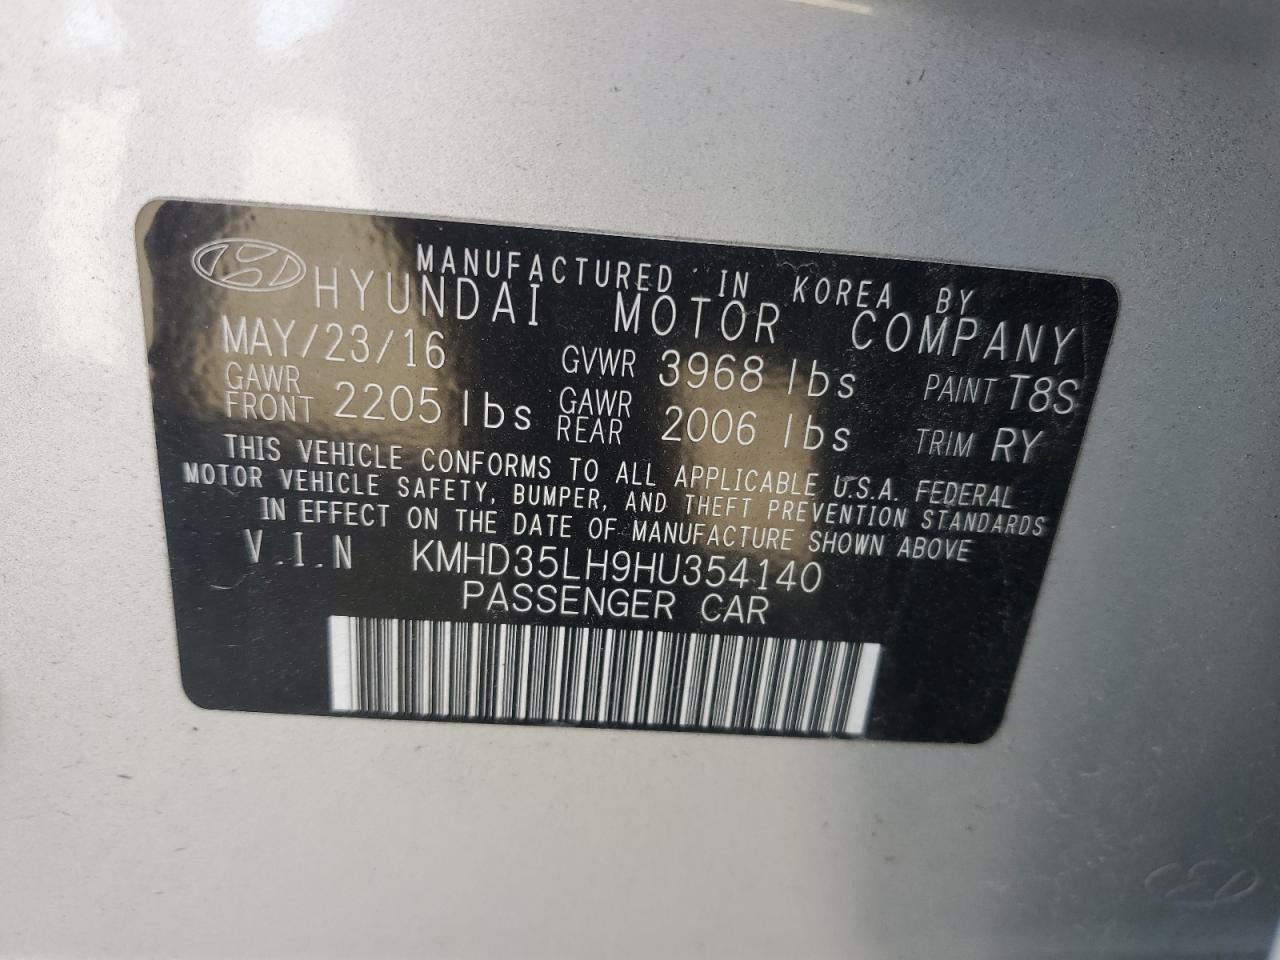 MANUFACTURED IN KOREA BY
HYUNDAI MOTOR COMPANY
MAY/23/16 GVWR 3968 lbs PAINT T8S
GAWR FRONT 2205 lbs GAWR REAR 2006 lbs TRIM RY
THIS VEHICLE CONFORMS TO ALL APPLICABLE U.S.A. FEDERAL
MOTOR VEHICLE SAFETY, BUMPER, AND THEFT PREVENTION STANDARDS
IN EFFECT ON THE DATE OF MANUFACTURE SHOWN ABOVE
V.I.N KMHD35LH9HU354140
PASSENGER CAR